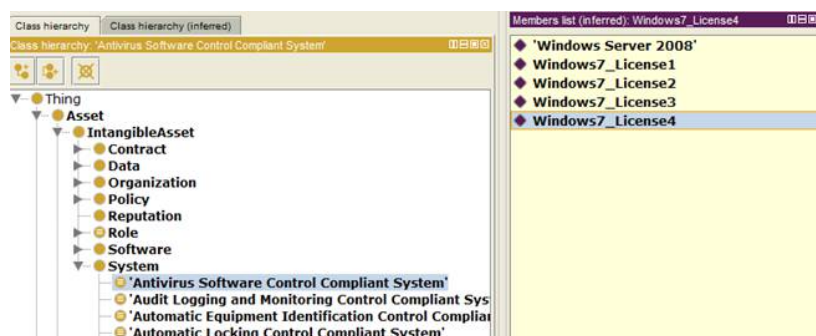 Class hierarchy
Class hierarchy (inferred)
Class hierarchy: 'Antivirus Software Control Compliant System'
Thing
Asset
IntangibleAsset
Contract
Data
Organization
Policy
Reputation
Role
Software
System
'Antivirus Software Control Compliant System'
'Audit Logging and Monitoring Control Compliant Sys
'Automatic Equipment Identification Control Complian
'Automatic Locking Control Compliant System'
Members list (inferred): Windows7_License4
'Windows Server 2008'
Windows7_License1
Windows7_License2
Windows7_License3
Windows7_License4